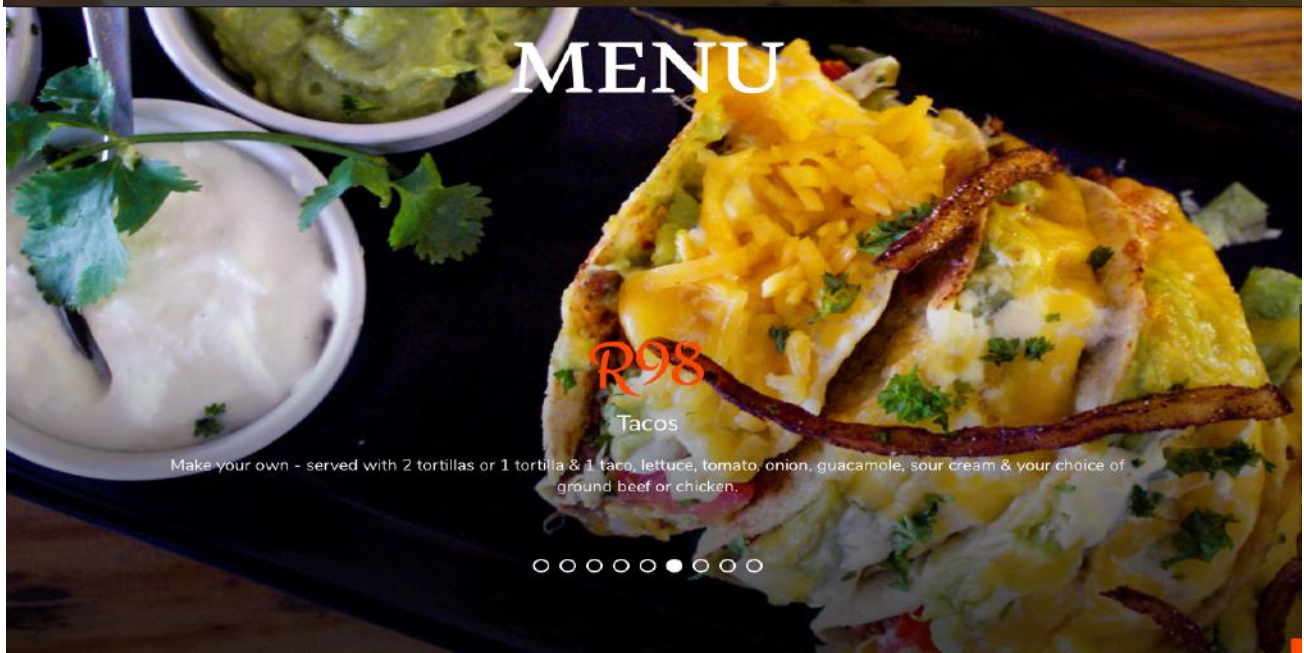 MENU
R98
Tacos
Make your own - served with 2 tortillas or 1 tortilla & 1 taco, lettuce, tomato, onion, guacamole, sour cream & your choice of
ground beef or chicken.